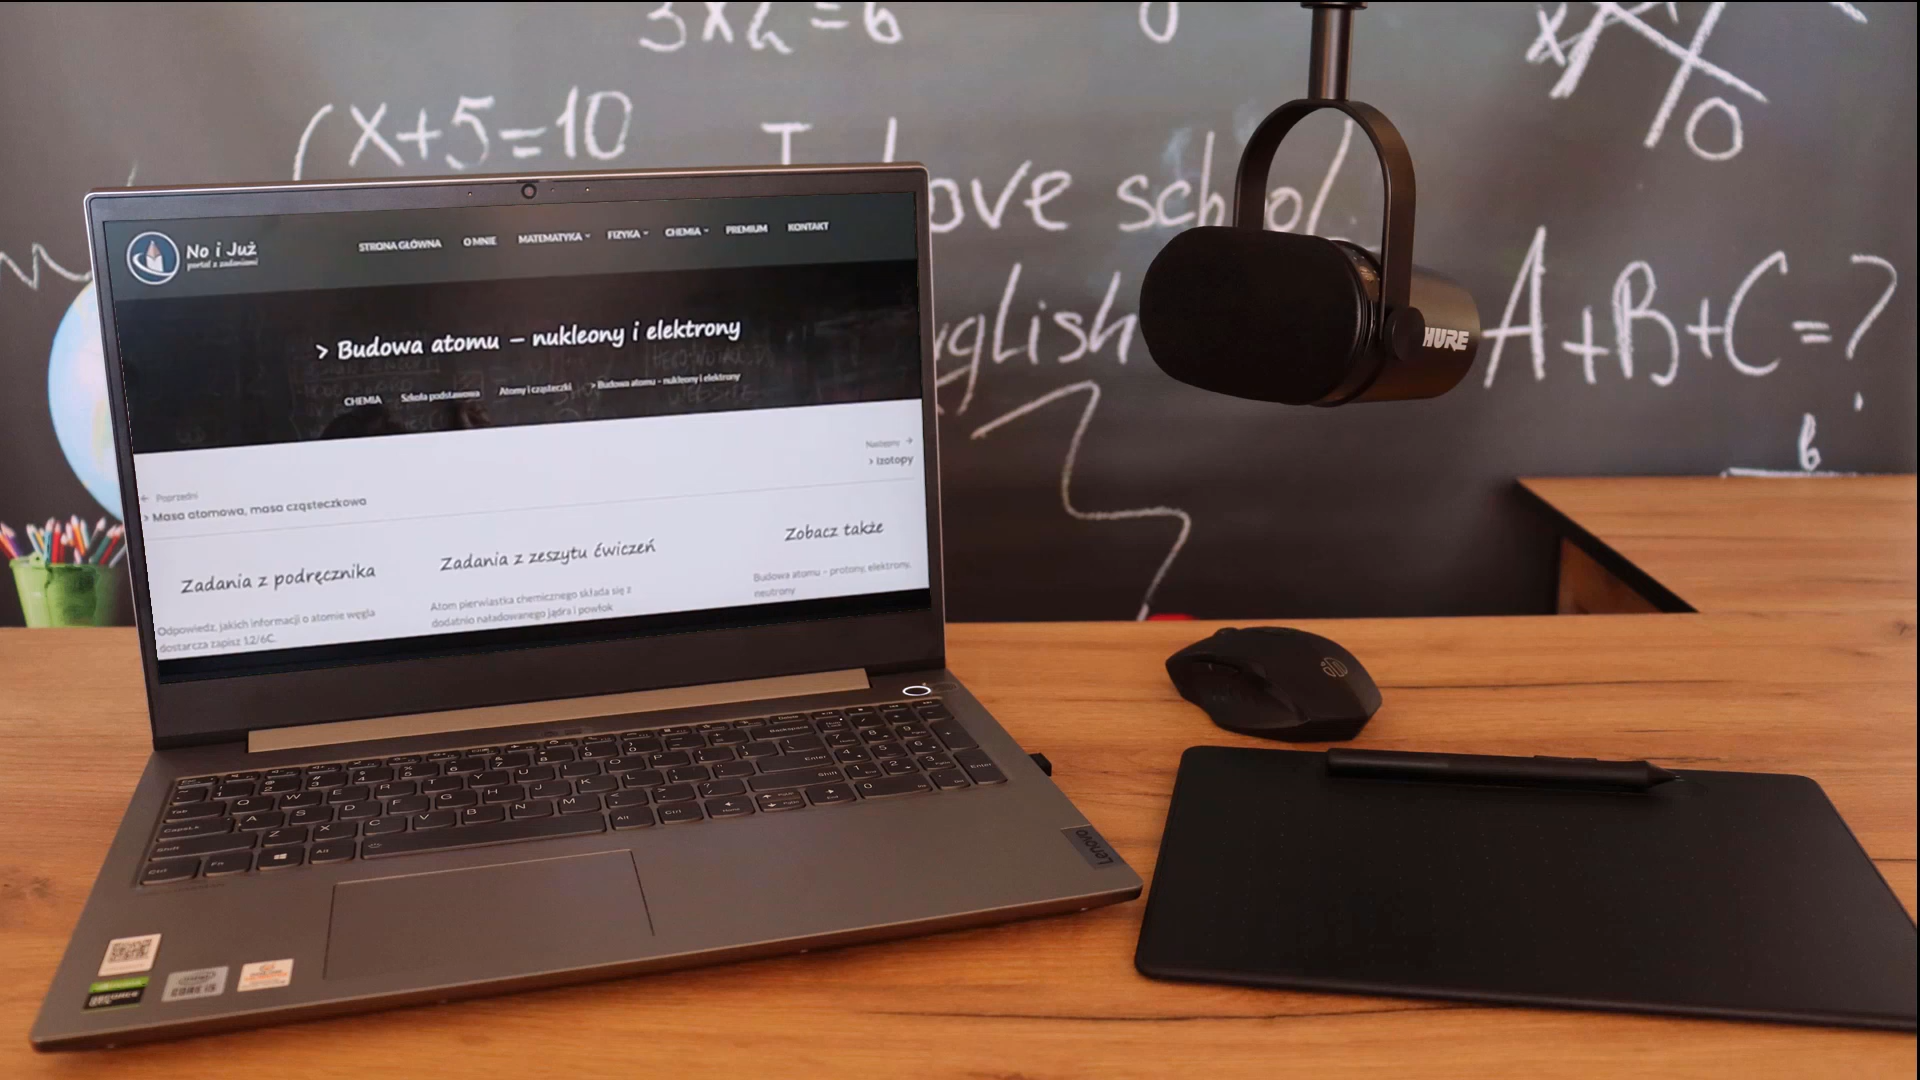 3x2=6
(x+5=10
I love school.
English
A+B+C=?
No i Już
portal z zadaniami
STRONA GŁÓWNA O MNIE MATEMATYKA FIZYKA CHEMIA PREMIUM KONTAKT
> Budowa atomu – nukleony i elektrony
CHEMIA Szkoła podstawowa Atomy i cząsteczki > Budowa atomu - nukleony i elektrony
Następny →
> Izotopy
← Poprzedni
> Masa atomowa, masa cząsteczkowa
Zadania z podręcznika
Odpowiedz, jakich informacji o atomie węgla
dostarcza zapisz 12/6C.
Zadania z zeszytu ćwiczeń
Atom pierwiastka chemicznego składa się z
dodatnio naładowanego jądra i powłok
Zobacz także
Budowa atomu – protony, elektrony,
neutrony
HURE
Lenovo
CORE i5